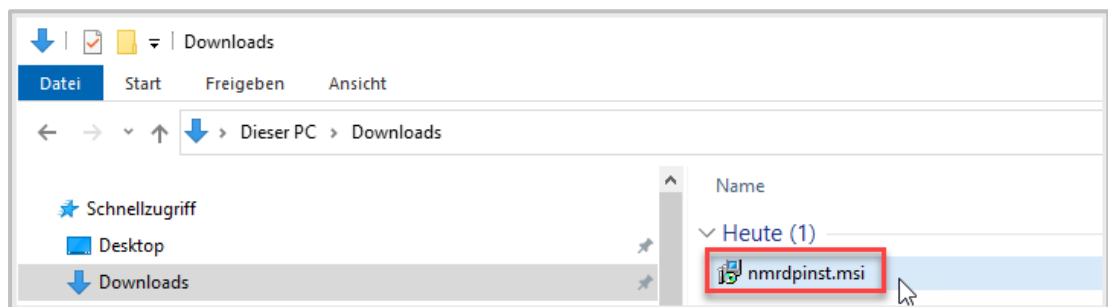 Downloads
Datei Start Freigeben Ansicht
Dieser PC > Downloads
Name
Schnellzugriff
Heute (1)
Desktop
nmrdpinst.msi
Downloads